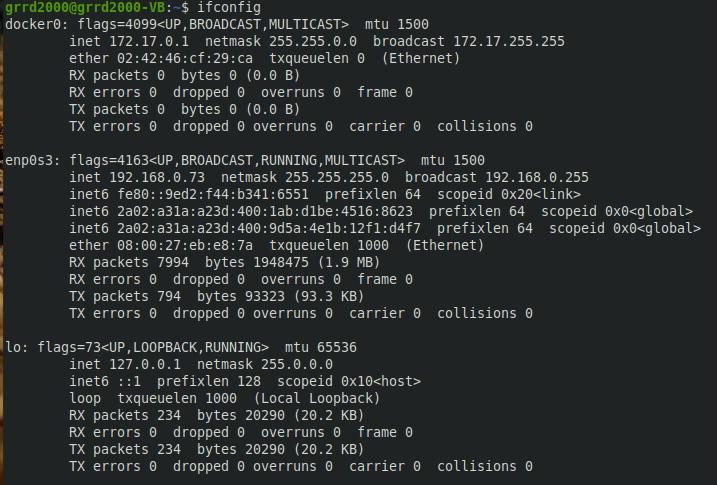 grrd2000@grrd2000-VB:~$ ifconfig
docker0: flags=4099<UP,BROADCAST,MULTICAST>  mtu 1500
        inet 172.17.0.1  netmask 255.255.0.0  broadcast 172.17.255.255
        ether 02:42:46:cf:29:ca  txqueuelen 0  (Ethernet)
        RX packets 0  bytes 0 (0.0 B)
        RX errors 0  dropped 0  overruns 0  frame 0
        TX packets 0  bytes 0 (0.0 B)
        TX errors 0  dropped 0 overruns 0  carrier 0  collisions 0

enp0s3: flags=4163<UP,BROADCAST,RUNNING,MULTICAST>  mtu 1500
        inet 192.168.0.73  netmask 255.255.255.0  broadcast 192.168.0.255
        inet6 fe80::9ed2:f44:b341:6551  prefixlen 64  scopeid 0x20<link>
        inet6 2a02:a31a:a23d:400:1ab:d1be:4516:8623  prefixlen 64  scopeid 0x0<global>
        inet6 2a02:a31a:a23d:400:9d5a:4e1b:12f1:d4f7  prefixlen 64  scopeid 0x0<global>
        ether 08:00:27:eb:e8:7a  txqueuelen 1000  (Ethernet)
        RX packets 7994  bytes 1948475 (1.9 MB)
        RX errors 0  dropped 0  overruns 0  frame 0
        TX packets 794  bytes 93323 (93.3 KB)
        TX errors 0  dropped 0 overruns 0  carrier 0  collisions 0

lo: flags=73<UP,LOOPBACK,RUNNING>  mtu 65536
        inet 127.0.0.1  netmask 255.0.0.0
        inet6 ::1  prefixlen 128  scopeid 0x10<host>
        loop  txqueuelen 1000  (Local Loopback)
        RX packets 234  bytes 20290 (20.2 KB)
        RX errors 0  dropped 0  overruns 0  frame 0
        TX packets 234  bytes 20290 (20.2 KB)
        TX errors 0  dropped 0 overruns 0  carrier 0  collisions 0